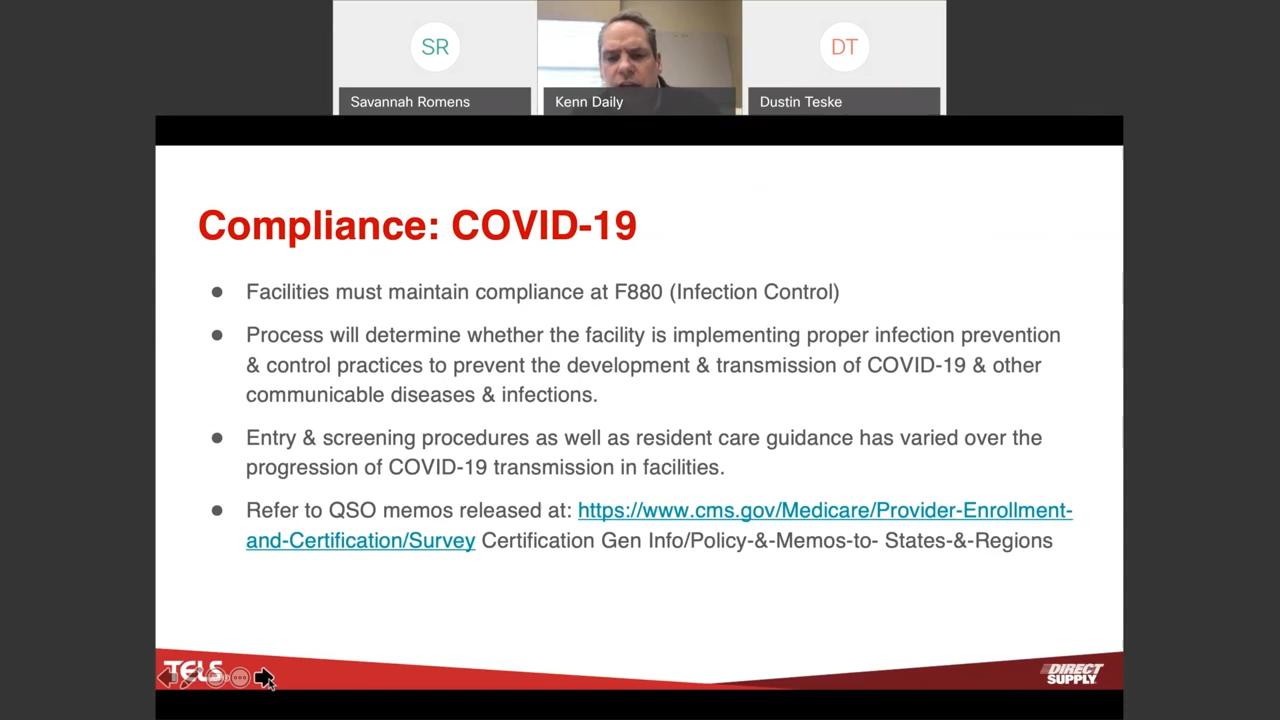 SR
DT
Savannah Romens
Kenn Daily
Dustin Teske
Compliance: COVID-19
● Facilities must maintain compliance at F880 (Infection Control)
● Process will determine whether the facility is implementing proper infection prevention
& control practices to prevent the development & transmission of COVID-19 & other
communicable diseases & infections.
● Entry & screening procedures as well as resident care guidance has varied over the
progression of COVID-19 transmission in facilities.
● Refer to QSO memos released at: https://www.cms.gov/Medicare/Provider-Enrollment-
and-Certification/Survey Certification Gen Info/Policy-&-Memos-to- States-&-Regions
TELS
DIRECT
SUPPLY